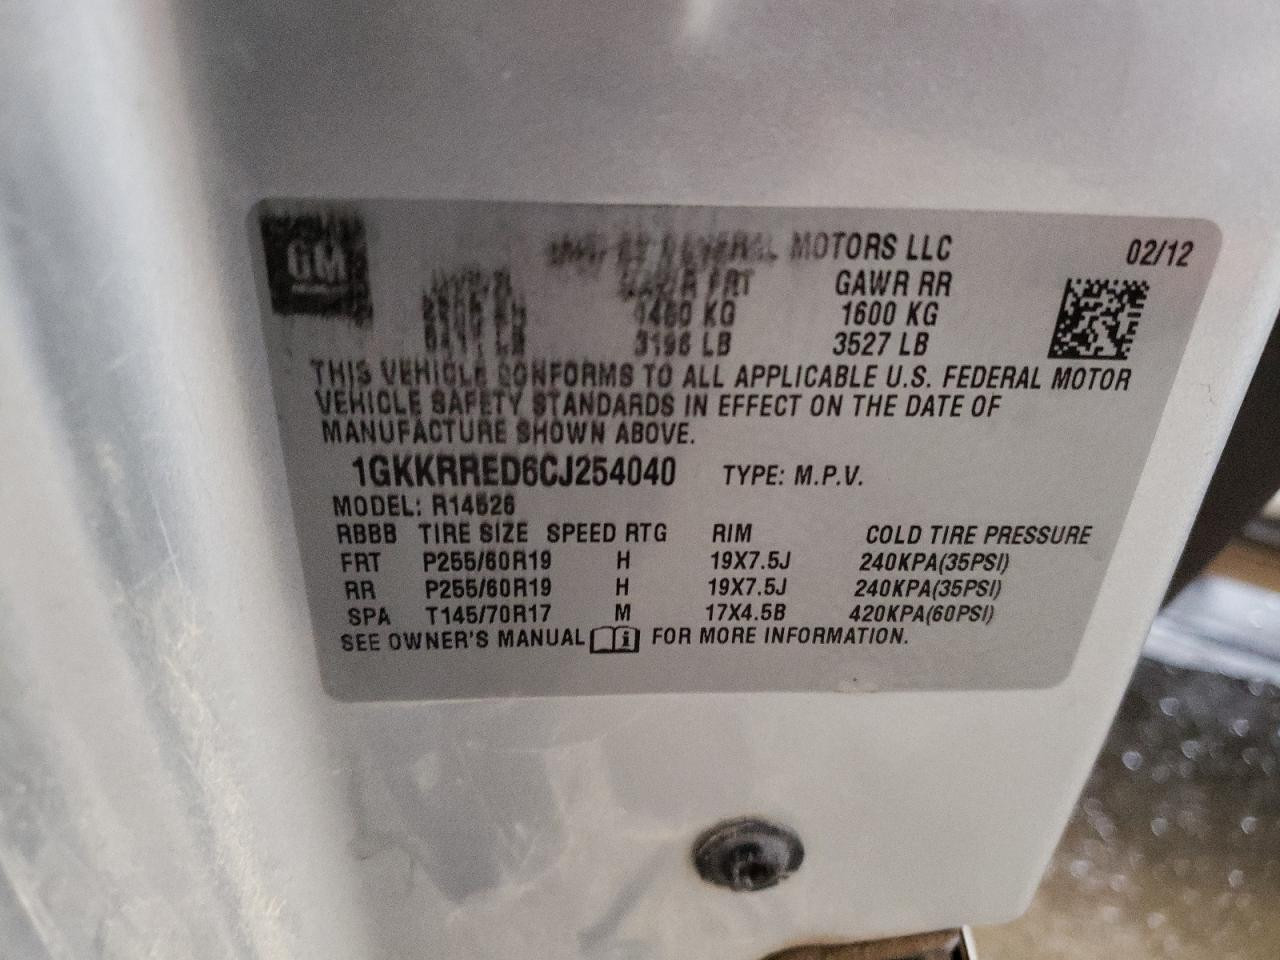 GM
GENERAL MOTORS LLC 02/12
GAWR FRT GAWR RR
KG 1600 KG
LB 3196 LB 3527 LB
THIS VEHICLE CONFORMS TO ALL APPLICABLE U.S. FEDERAL MOTOR
VEHICLE SAFETY STANDARDS IN EFFECT ON THE DATE OF
MANUFACTURE SHOWN ABOVE.
1GKKRRED6CJ254040 TYPE: M.P.V.
MODEL: R14526
RBBB TIRE SIZE SPEED RTG RIM COLD TIRE PRESSURE
FRT P255/60R19 H 19X7.5J 240KPA(35PSI)
RR P255/60R19 H 19X7.5J 240KPA(35PSI)
SPA T145/70R17 M 17X4.5B 420KPA(60PSI)
SEE OWNER'S MANUAL FOR MORE INFORMATION.